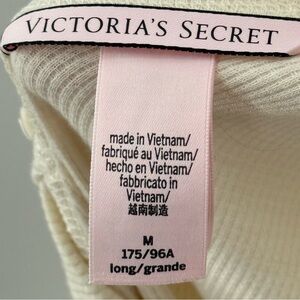 VICTORIA'S SECRET
made in Vietnam/
fabriqué au Vietnam/
hecho en Vietnam/
fabbricato in
Vietnam/
越南制造
M
175/96A
long/grande